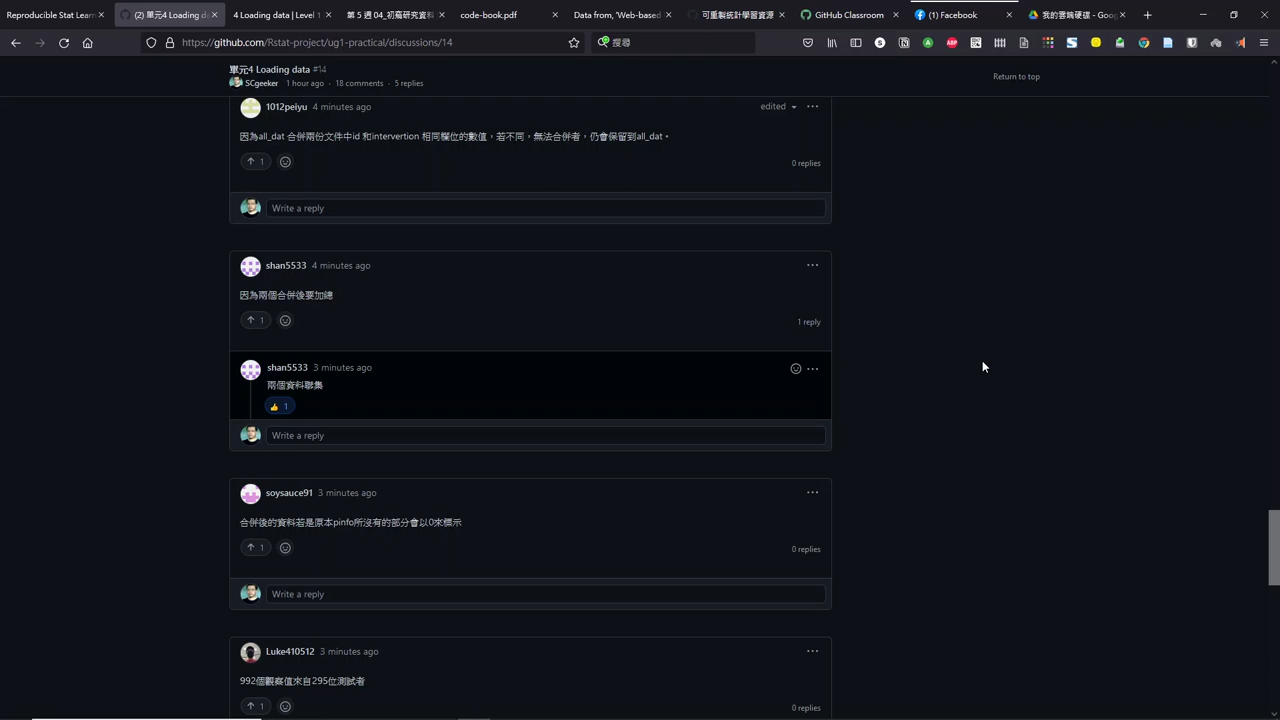 Reproducible Stat Learn
(2) 單元4 Loading da
4 Loading data | Level 1
第 5 週 04_初窺研究資料
code-book.pdf
Data from, 'Web-based
可重製統計學習資源
GitHub Classroom
(1) Facebook
我的雲端硬碟 - Goog
https://github.com/Rstat-project/ug1-practical/discussions/14
搜尋
單元4 Loading data #14
SCgeeker 1 hour ago · 18 comments · 5 replies
Return to top
1012peiyu 4 minutes ago
edited
因為all_dat 合併兩份文件中id 和intervertion 相同欄位的數值，若不同，無法合併者，仍會保留到all_dat。
1
0 replies
Write a reply
shan5533 4 minutes ago
因為兩個合併後要加總
1
1 reply
shan5533 3 minutes ago
兩個資料聯集
1
Write a reply
soysauce91 3 minutes ago
合併後的資料若是原本pinfo所沒有的部分會以0來標示
1
0 replies
Write a reply
Luke410512 3 minutes ago
992個觀察值來自295位測試者
1
0 replies